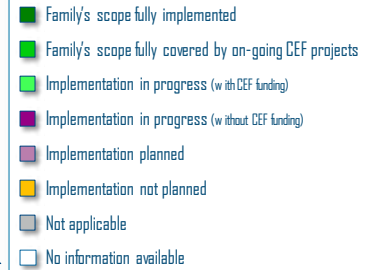 Family's scope fully implemented
Family's scope fully covered by on-going CEF projects
Implementation in progress (with CEF funding)
Implementation in progress (without CEF funding)
Implementation planned
Implementation not planned
Not applicable
No information available